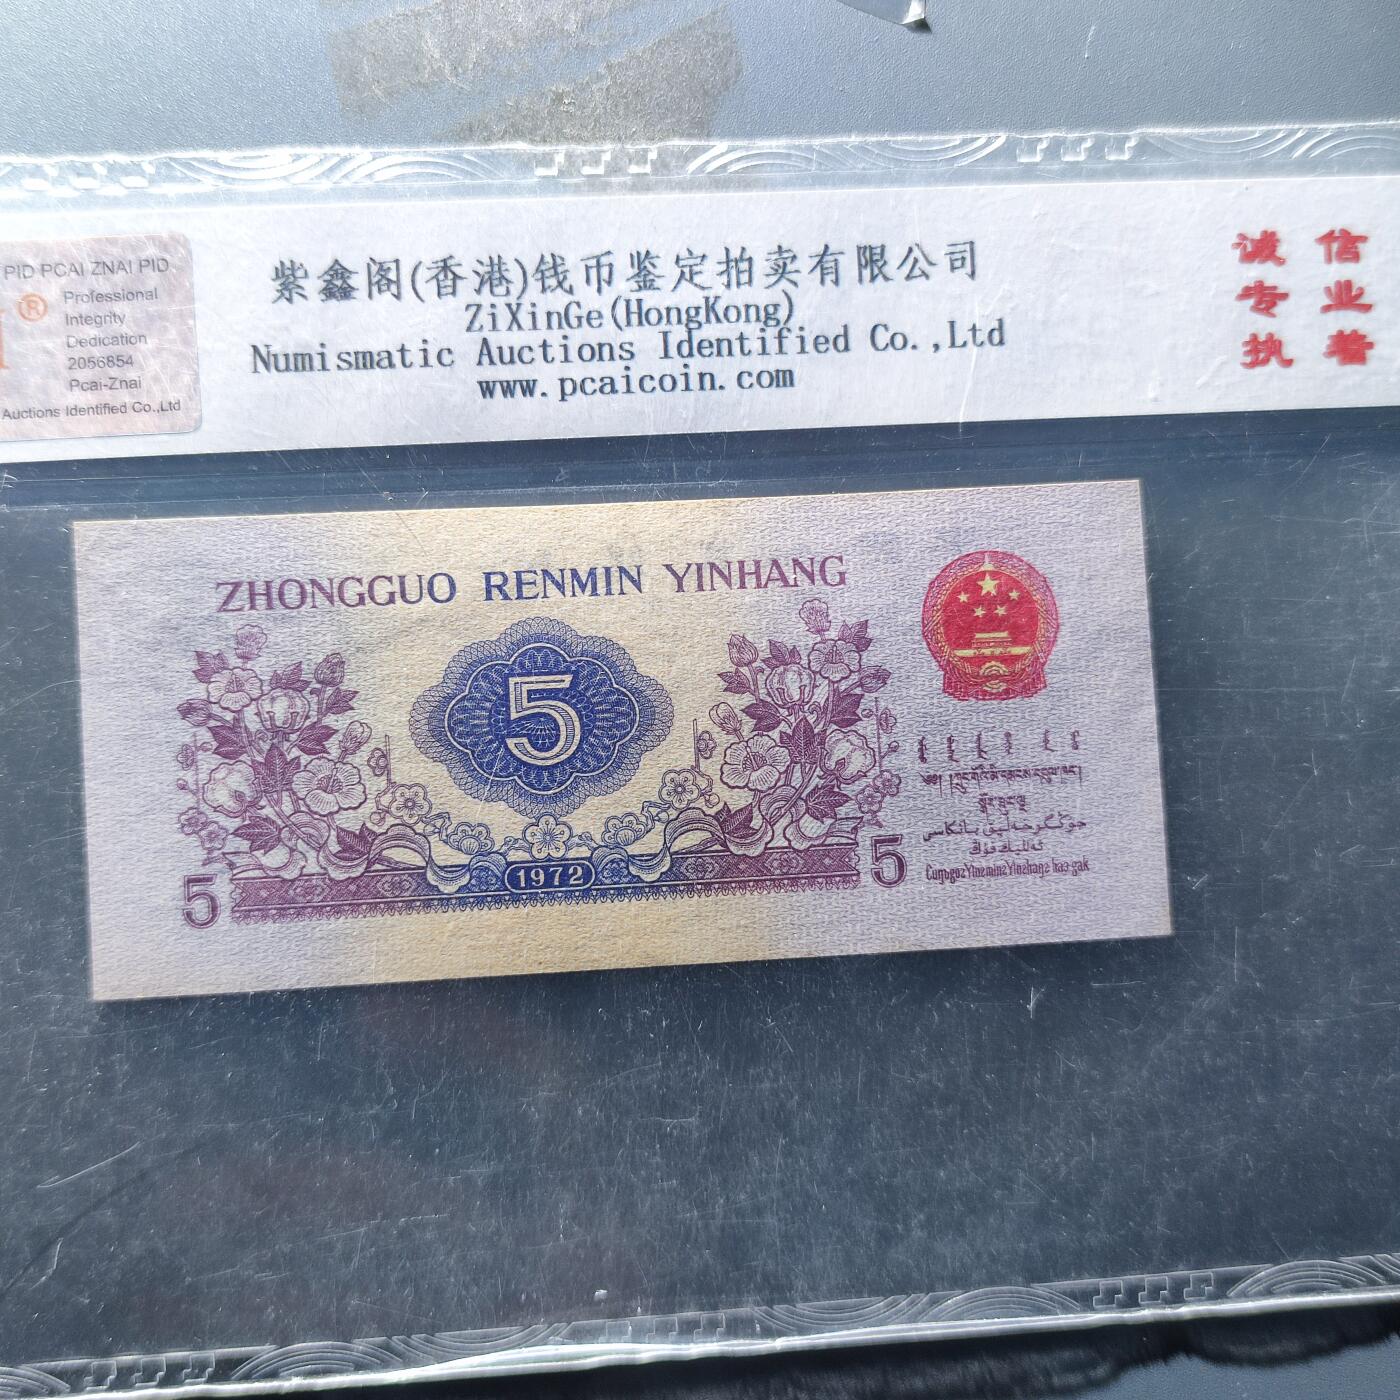 PID PCAI ZNAI PID
®
Professional
Integrity
Dedication
2056854
Pcai-Znai
Auctions Identified Co.,Ltd
紫鑫阁(香港)钱币鉴定拍卖有限公司
ZiXinGe(HongKong)
Numismatic Auctions Identified Co.,Ltd
www.pcaicoin.com
诚信
专业
执着
ZHONGGUO RENMIN YINHANG
5
1972
5
5